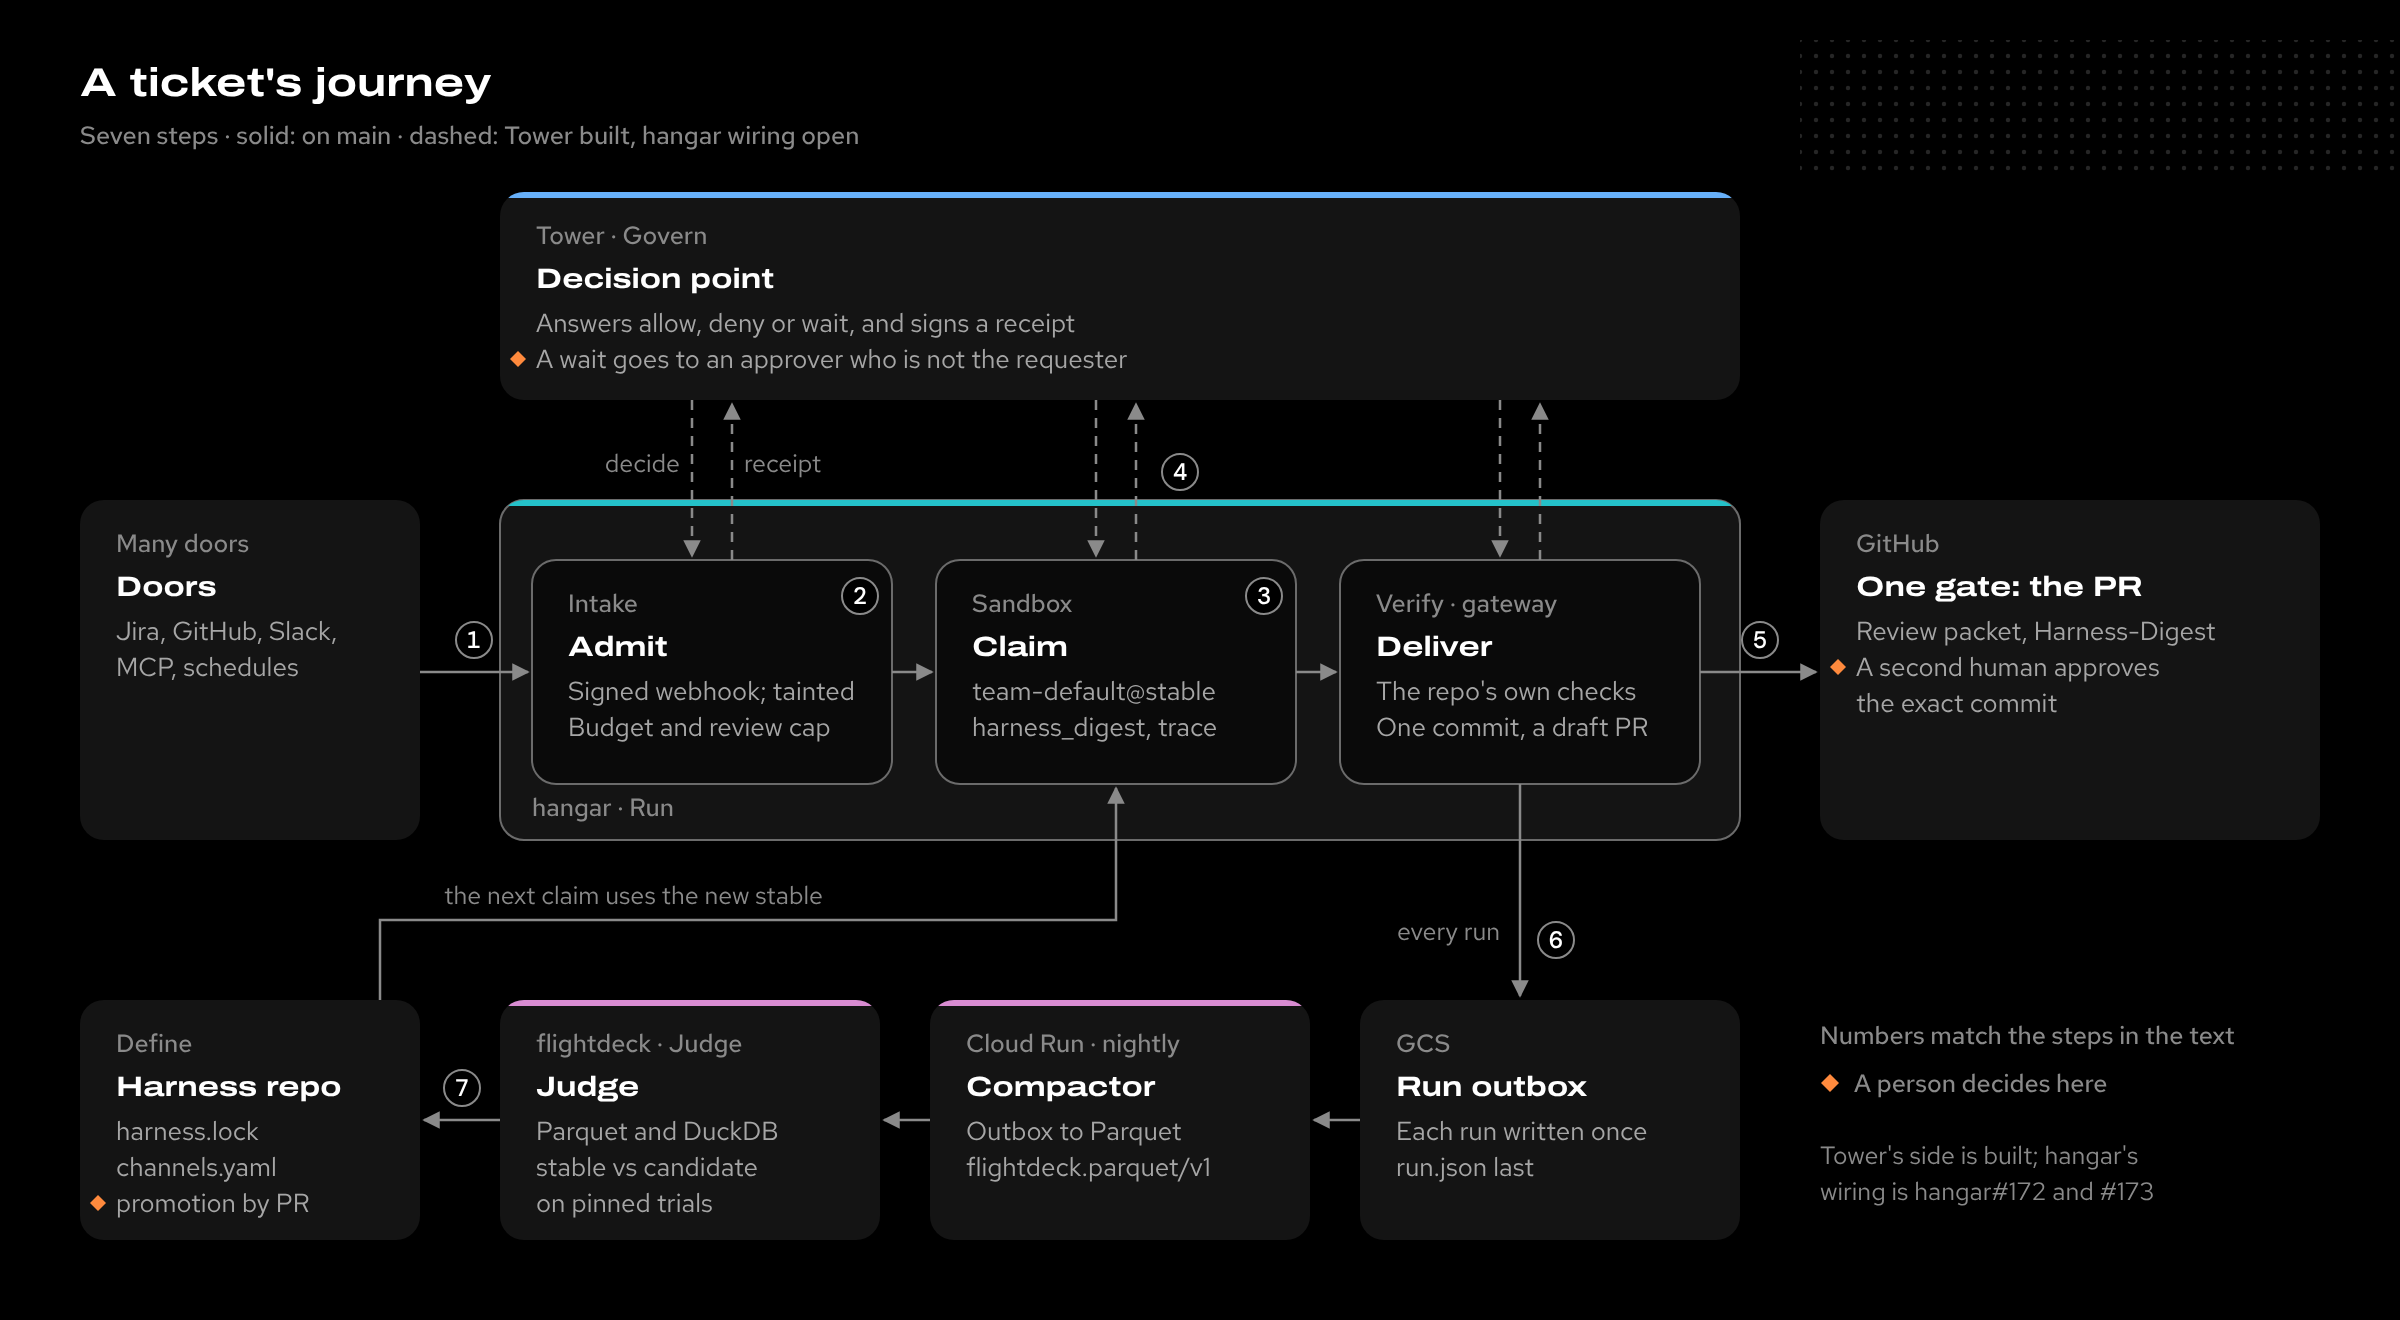 A ticket's journey
Seven steps · solid: on main · dashed: Tower built, hangar wiring open
Tower · Govern
Decision point
Answers allow, deny or wait, and signs a receipt
A wait goes to an approver who is not the requester
decide
receipt
4
Many doors
Doors
Jira, GitHub, Slack,
MCP, schedules
1
Intake
2
Admit
Signed webhook; tainted
Budget and review cap
Sandbox
3
Claim
team-default@stable
harness_digest, trace
Verify · gateway
Deliver
The repo's own checks
One commit, a draft PR
hangar · Run
5
GitHub
One gate: the PR
Review packet, Harness-Digest
A second human approves
the exact commit
the next claim uses the new stable
every run
6
Define
Harness repo
harness.lock
channels.yaml
promotion by PR
7
flightdeck · Judge
Judge
Parquet and DuckDB
stable vs candidate
on pinned trials
Cloud Run · nightly
Compactor
Outbox to Parquet
flightdeck.parquet/v1
GCS
Run outbox
Each run written once
run.json last
Numbers match the steps in the text
A person decides here
Tower's side is built; hangar's
wiring is hangar#172 and #173